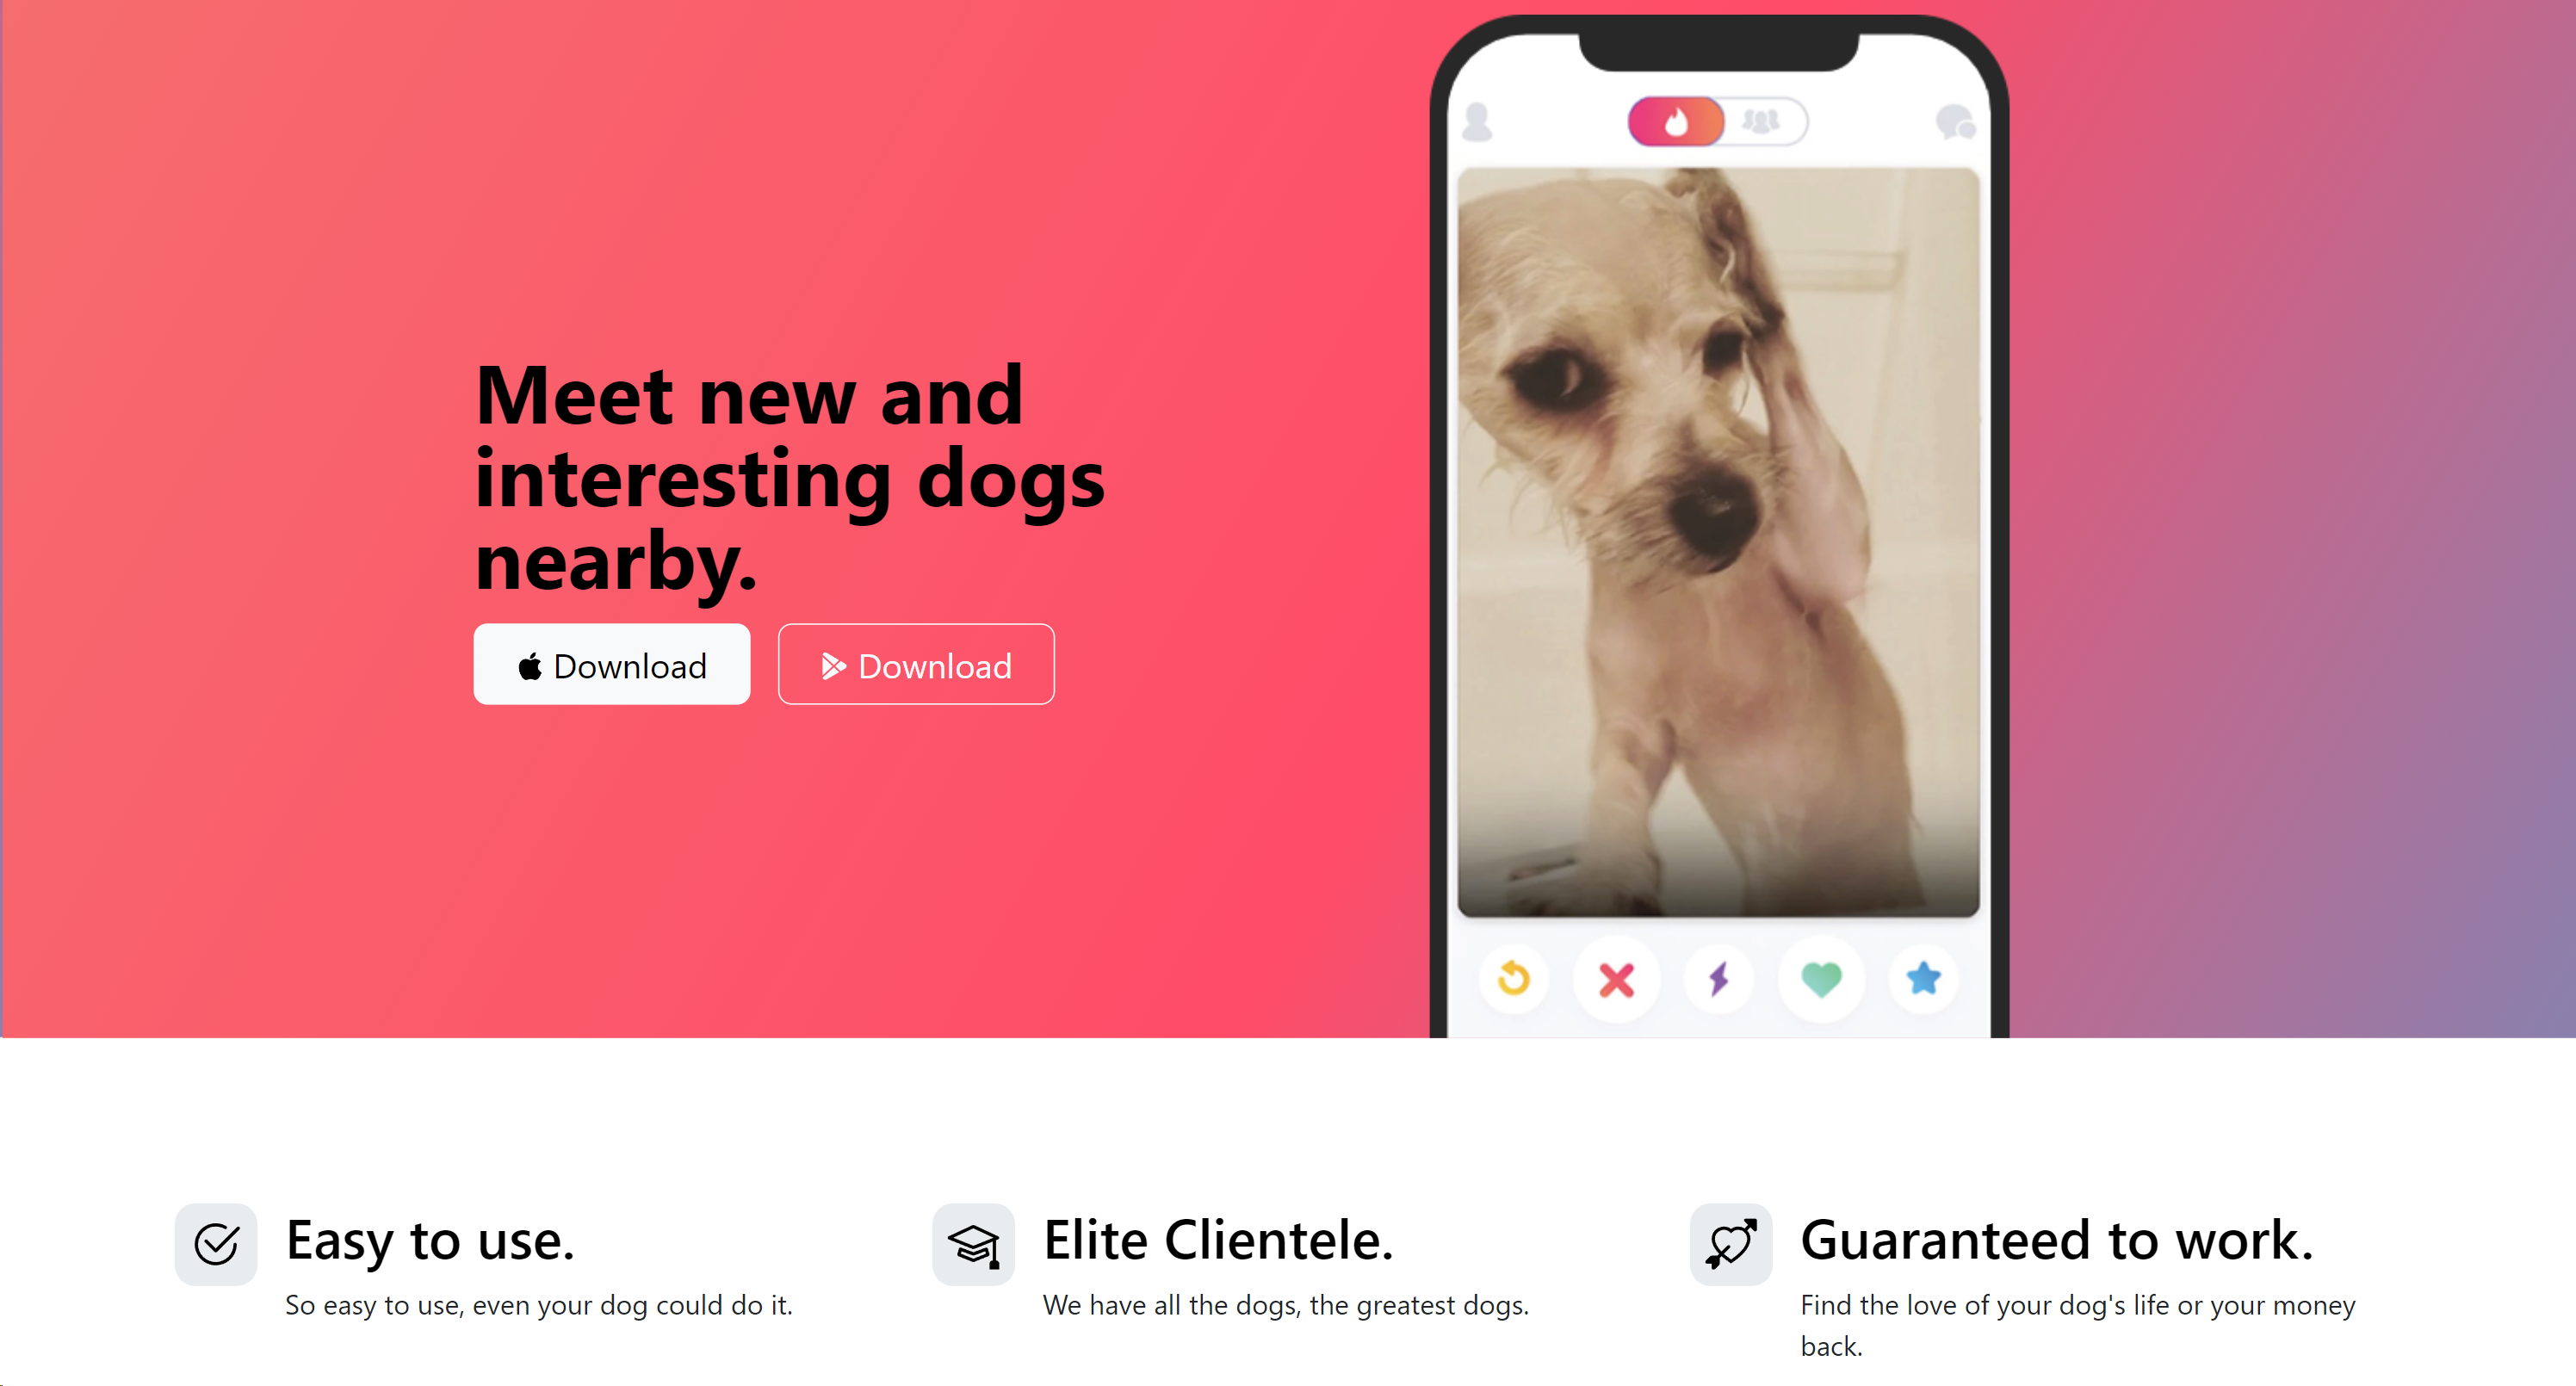 Meet new and
interesting dogs
nearby.
Download
Download
Easy to use.
So easy to use, even your dog could do it.
Elite Clientele.
We have all the dogs, the greatest dogs.
Guaranteed to work.
Find the love of your dog's life or your money
back.